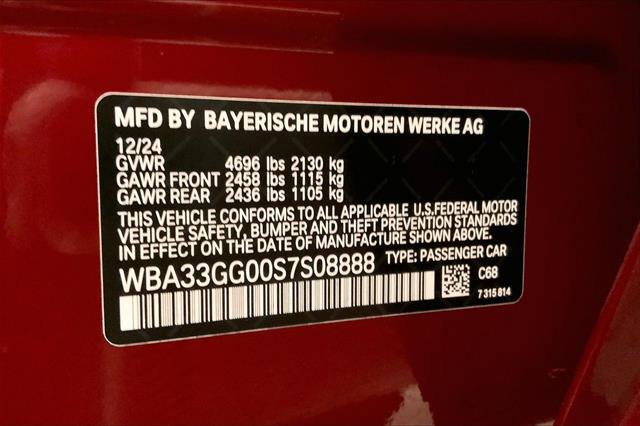 MFD BY BAYERISCHE MOTOREN WERKE AG
12/24
GVWR 4696 lbs 2130 kg
GAWR FRONT 2458 lbs 1115 kg
GAWR REAR 2436 lbs 1105 kg
THIS VEHICLE CONFORMS TO ALL APPLICABLE U.S.FEDERAL MOTOR
VEHICLE SAFETY, BUMPER AND THEFT PREVENTION STANDARDS
IN EFFECT ON THE DATE OF MANUFACTURE SHOWN ABOVE.
WBA33GG00S7S08888 TYPE: PASSENGER CAR
C68
7 315 814